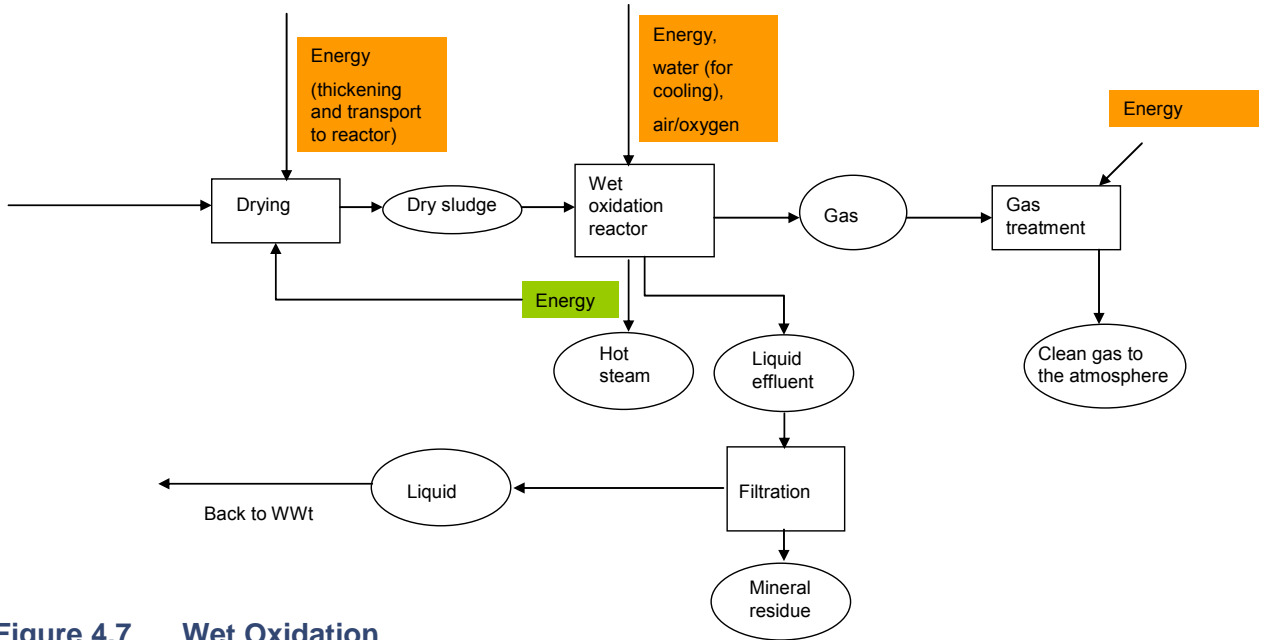 Energy
(thickening
and transport
to reactor)
Energy,
water (for
cooling),
air/oxygen
Energy
Drying
Dry sludge
Wet
oxidation
reactor
Gas
Gas
treatment
Energy
Hot
steam
Liquid
effluent
Clean gas to
the atmosphere
Liquid
Filtration
Back to WWt
Mineral
residue
Figure 4.7 Wet Oxidation